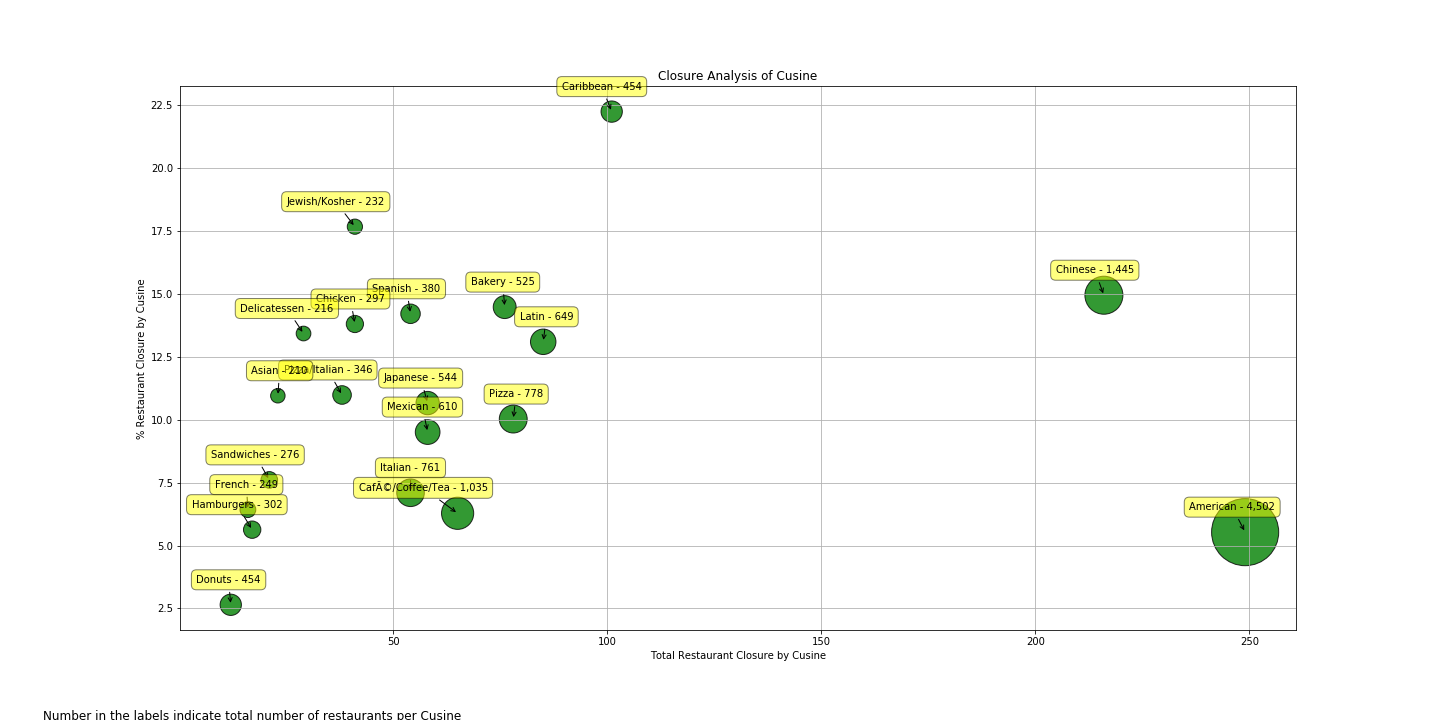 Closure Analysis of Cusine
Caribbean - 454
22.5
20.0
Jewish/Kosher - 232
17.5
Chinese - 1,445
Bakery - 525
Spanish - 380
15.0
Chicken - 297
Delicatessen - 216
Latin - 649
12.5
Asian - 210
Pizza/Italian - 346
Japanese - 544
Pizza - 778
Mexican - 610
10.0
Sandwiches - 276
Italian - 761
7.5
French - 249
CafÃ©/Coffee/Tea - 1,035
Hamburgers - 302
American - 4,502
5.0
Donuts - 454
2.5
% Restaurant Closure by Cusine
50
100
150
200
250
Total Restaurant Closure by Cusine
Number in the labels indicate total number of restaurants per Cusine